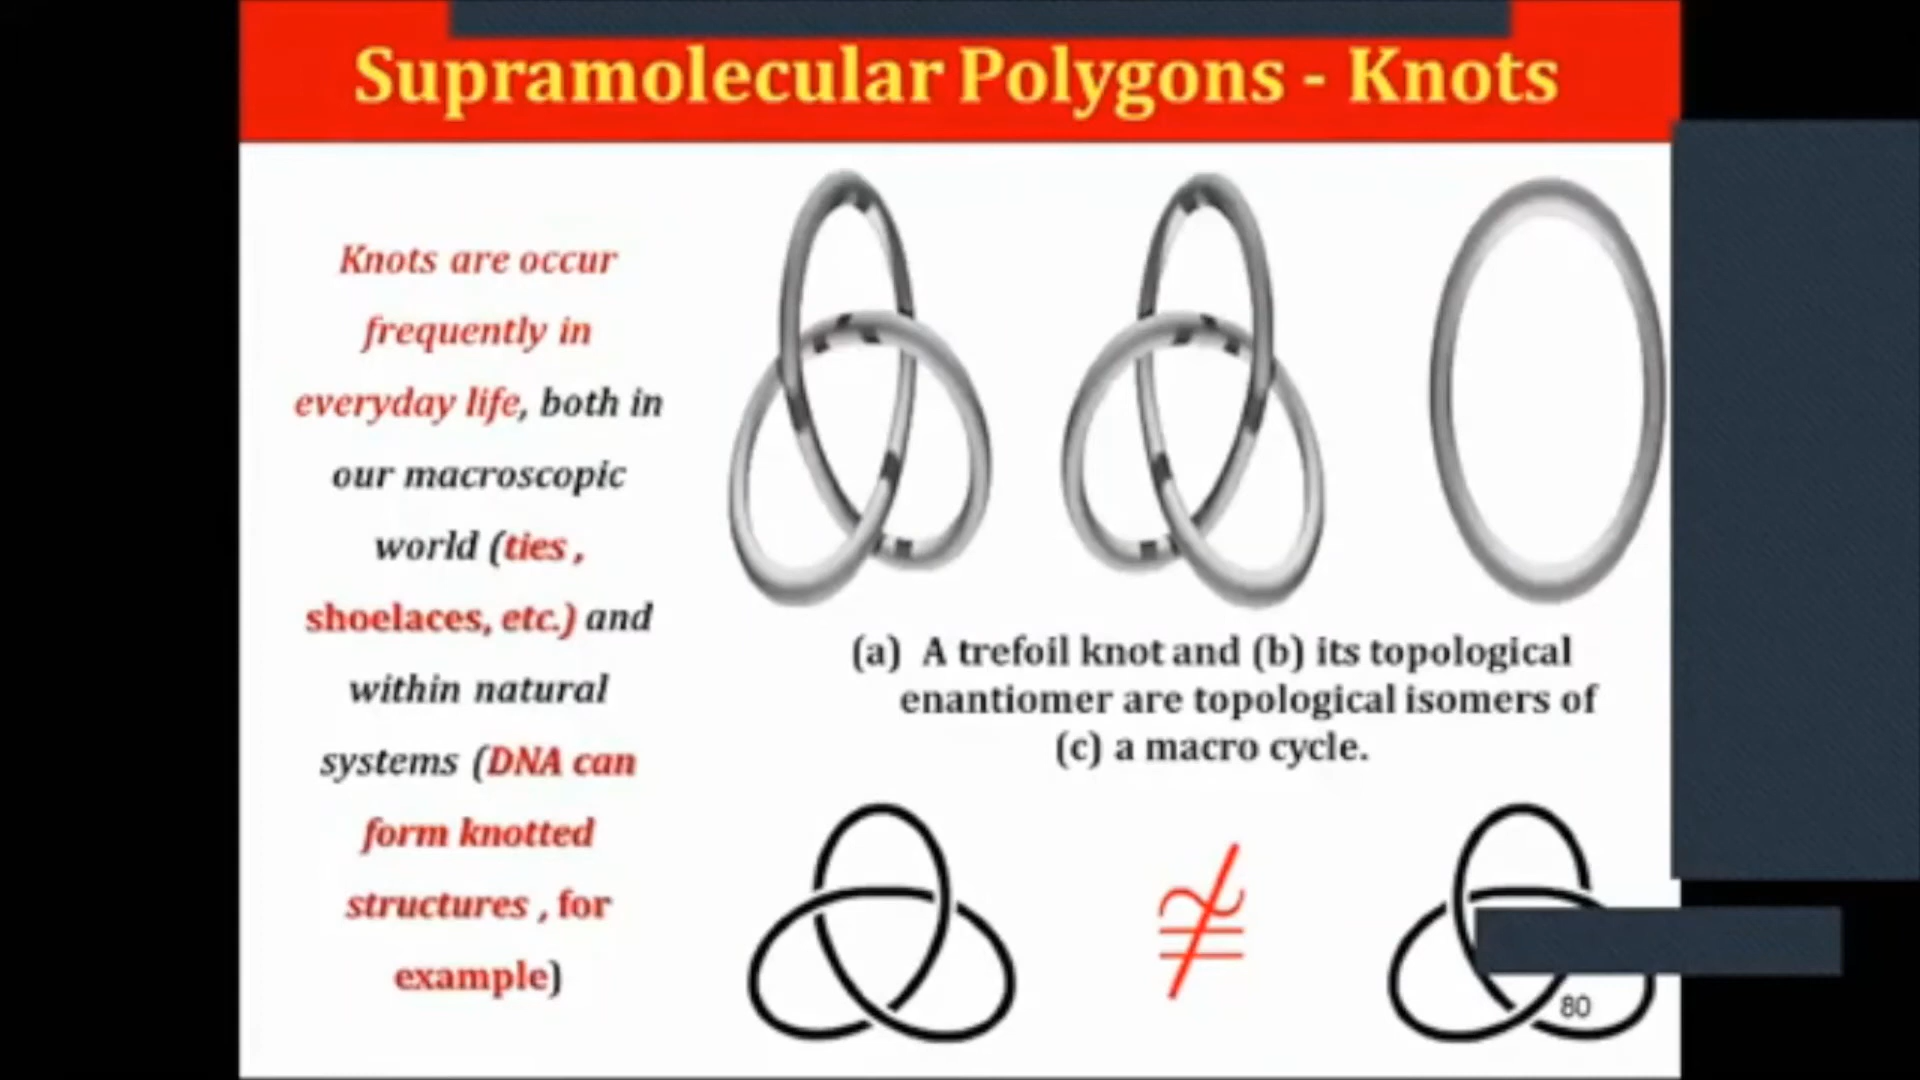 Supramolecular Polygons - Knots
Knots are occur
frequently in
everyday life, both in
our macroscopic
world (ties ,
shoelaces, etc.) and
within natural
systems (DNA can
form knotted
structures , for
example)
(a) A trefoil knot and (b) its topological
enantiomer are topological isomers of
(c) a macro cycle.
≇
80